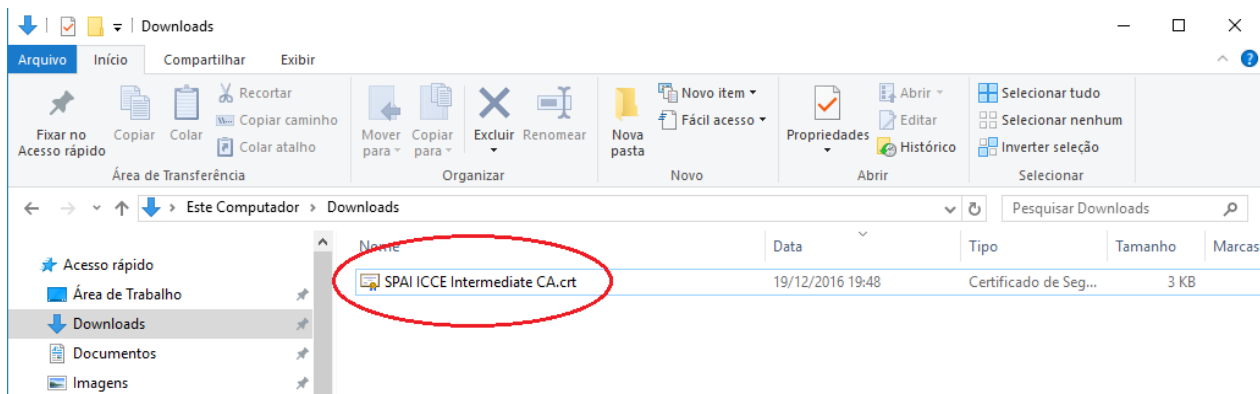 Downloads
Arquivo Início Compartilhar Exibir
Fixar no Acesso rápido
Copiar
Colar
Recortar
Copiar caminho
Colar atalho
Área de Transferência
Mover para
Copiar para
Excluir
Renomear
Organizar
Nova pasta
Novo item
Fácil acesso
Novo
Propriedades
Abrir
Editar
Histórico
Abrir
Selecionar tudo
Selecionar nenhum
Inverter seleção
Selecionar
Este Computador > Downloads
Pesquisar Downloads
Nome Data Tipo Tamanho Marcas
SPAI ICCE Intermediate CA.crt 19/12/2016 19:48 Certificado de Seg... 3 KB
Acesso rápido
Área de Trabalho
Downloads
Documentos
Imagens